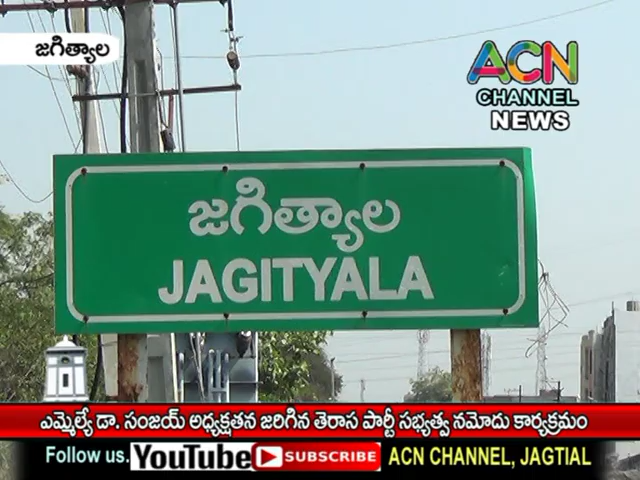 జగిత్యాల
ACN
CHANNEL
NEWS
జగిత్యాల
JAGITYALA
ఎమ్మెల్యే డా. సంజయ్ అధ్యక్షతన జరిగిన తెరాస పార్టీ సభ్యత్వ నమోదు కార్యక్రమం
Follow us. YouTube SUBSCRIBE ACN CHANNEL, JAGTIAL